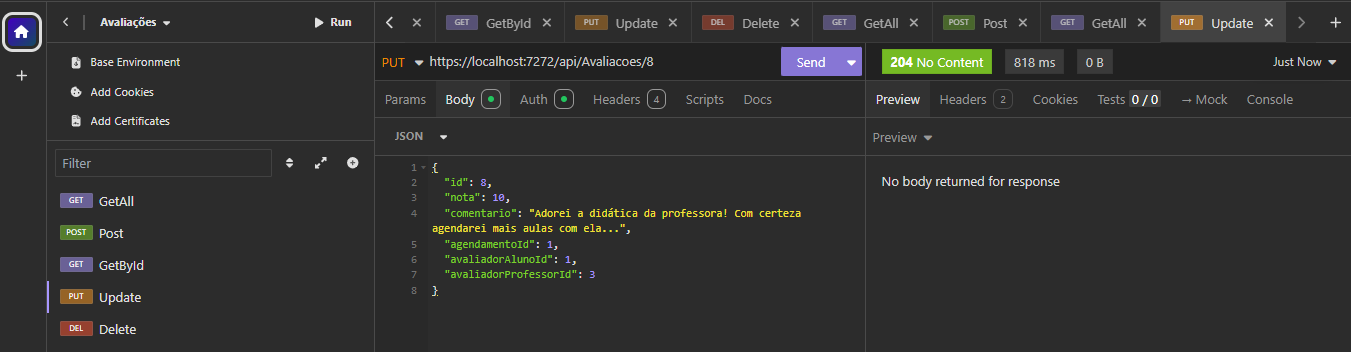 Avaliações
Run
GET GetById
PUT Update
DEL Delete
GET GetAll
POST Post
GET GetAll
PUT Update
Base Environment
Add Cookies
Add Certificates
Filter
GET GetAll
POST Post
GET GetById
PUT Update
DEL Delete
PUT https://localhost:7272/api/Avaliacoes/8 Send
Params Body Auth Headers 4 Scripts Docs
JSON
1 {
2 "id": 8,
3 "nota": 10,
4 "comentario": "Adorei a didática da professora! Com certeza
agendarei mais aulas com ela...",
5 "agendamentoId": 1,
6 "avaliadorAlunoId": 1,
7 "avaliadorProfessorId": 3
8 }
204 No Content 818 ms 0 B Just Now
Preview Headers 2 Cookies Tests 0 / 0 → Mock Console
Preview
No body returned for response